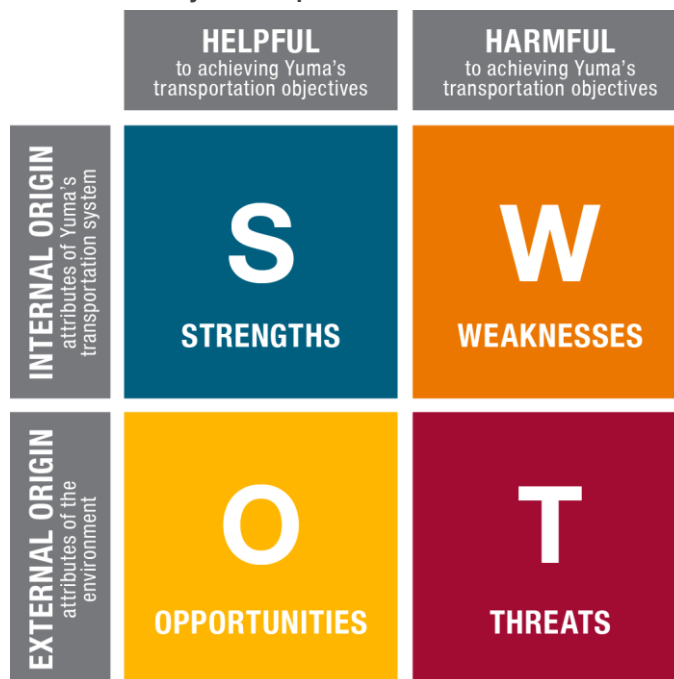 HELPFUL
to achieving Yuma's
transportation objectives
HARMFUL
to achieving Yuma's
transportation objectives
INTERNAL ORIGIN
attributes of Yuma's
transportation system
S
STRENGTHS
W
WEAKNESSES
EXTERNAL ORIGIN
attributes of the
environment
O
OPPORTUNITIES
T
THREATS